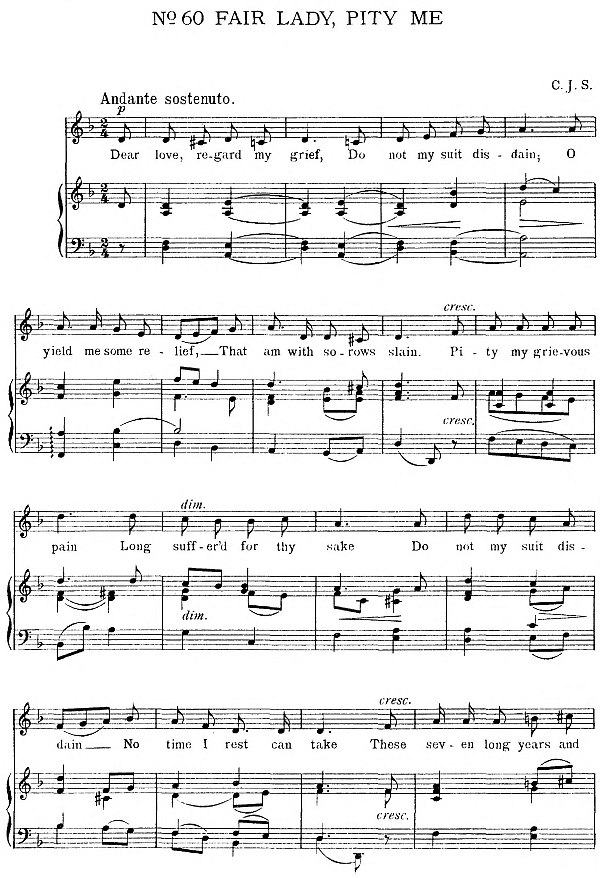 № 60 FAIR LADY, PITY ME
C. J. S.
Andante sostenuto.
p
Dear love, re-gard my grief, Do not my suit dis - dain; O
cresc.
yield me some re - lief, That am with so-rows slain. Pi - ty my grie-vous
cresc.
dim.
pain Long suff-er'd for thy sake Do not my suit dis-
dim.
cresc.
dain No time I rest can take These sev - en long years and
cresc.